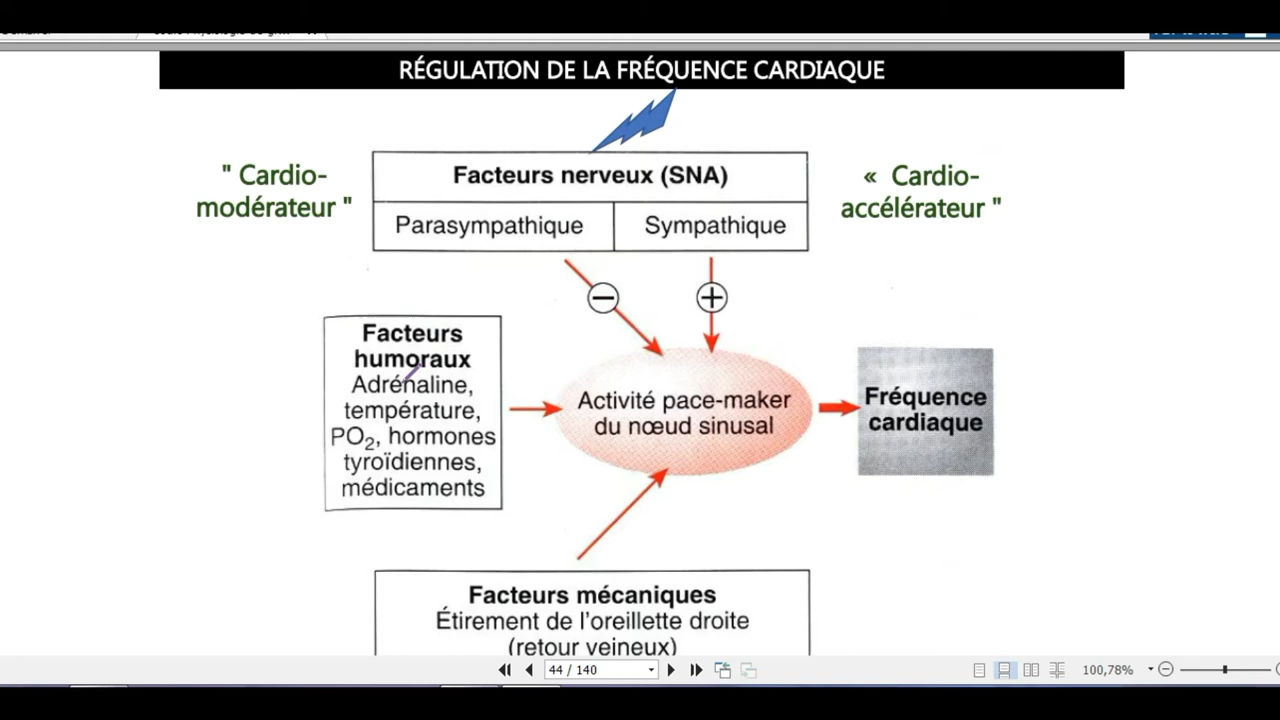 RÉGULATION DE LA FRÉQUENCE CARDIAQUE
" Cardio-
modérateur "
Facteurs nerveux (SNA)
Parasympathique
Sympathique
« Cardio-
accélérateur "
−
+
Facteurs
humoraux
Adrénaline,
température,
PO2, hormones
tyroïdiennes,
médicaments
Activité pace-maker
du nœud sinusal
Fréquence
cardiaque
Facteurs mécaniques
Étirement de l'oreillette droite
(retour veineux)
44 / 140
100,78%